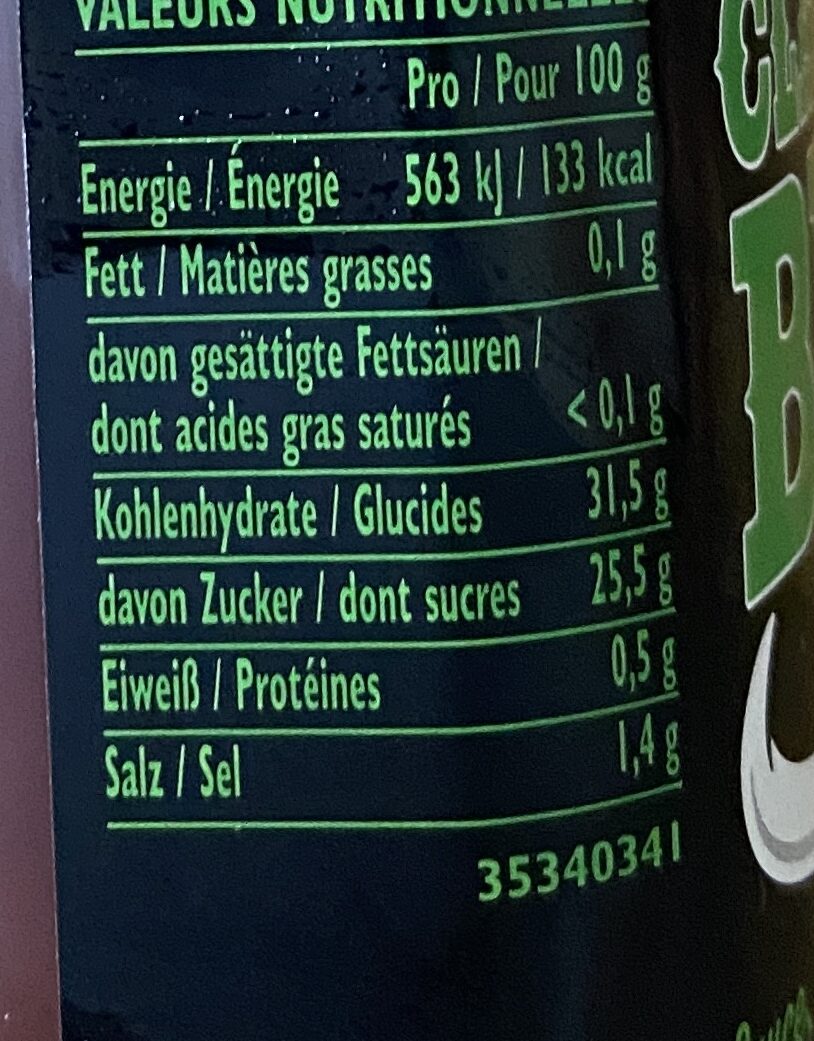 VALEURS NUTRITIONNELLES
Pro / Pour 100 g
Energie / Énergie 563 kJ / 133 kcal
Fett / Matières grasses 0,1 g
davon gesättigte Fettsäuren /
dont acides gras saturés < 0,1 g
Kohlenhydrate / Glucides 31,5 g
davon Zucker / dont sucres 25,5 g
Eiweiß / Protéines 0,5 g
Salz / Sel 1,4 g
35340341